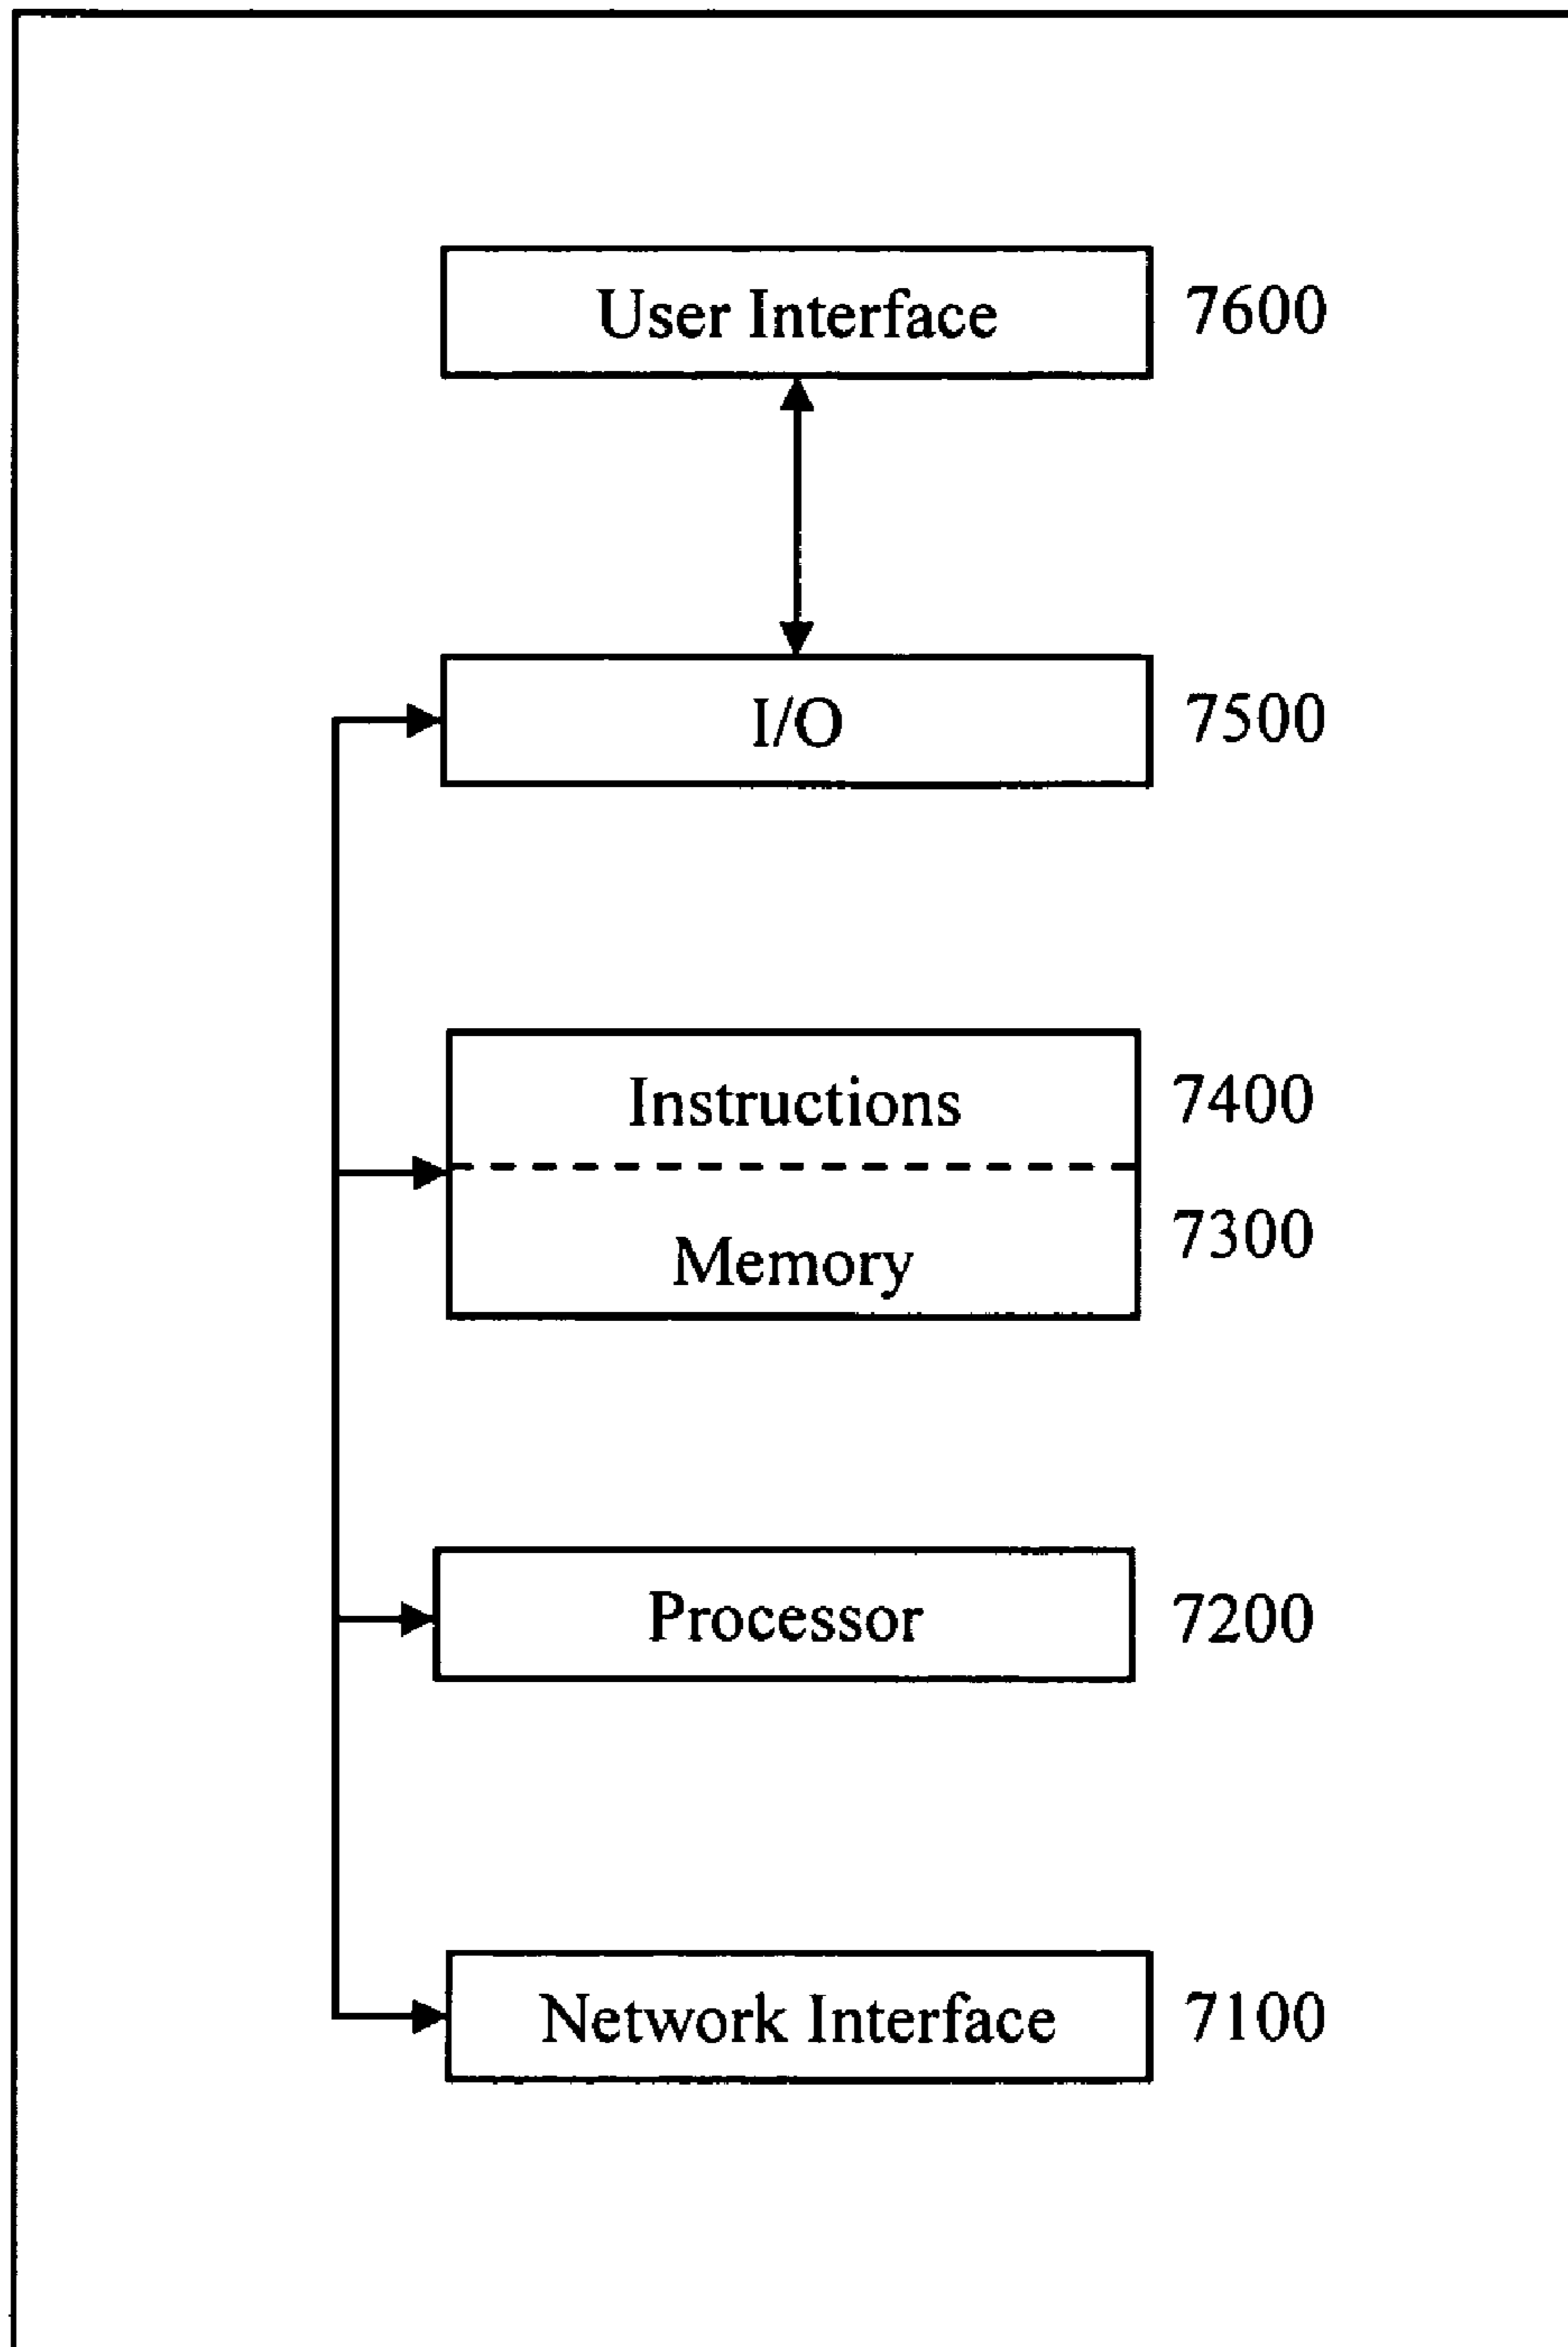 User Interface 7600
I/O 7500
Instructions 7400
Memory 7300
Processor 7200
Network Interface 7100